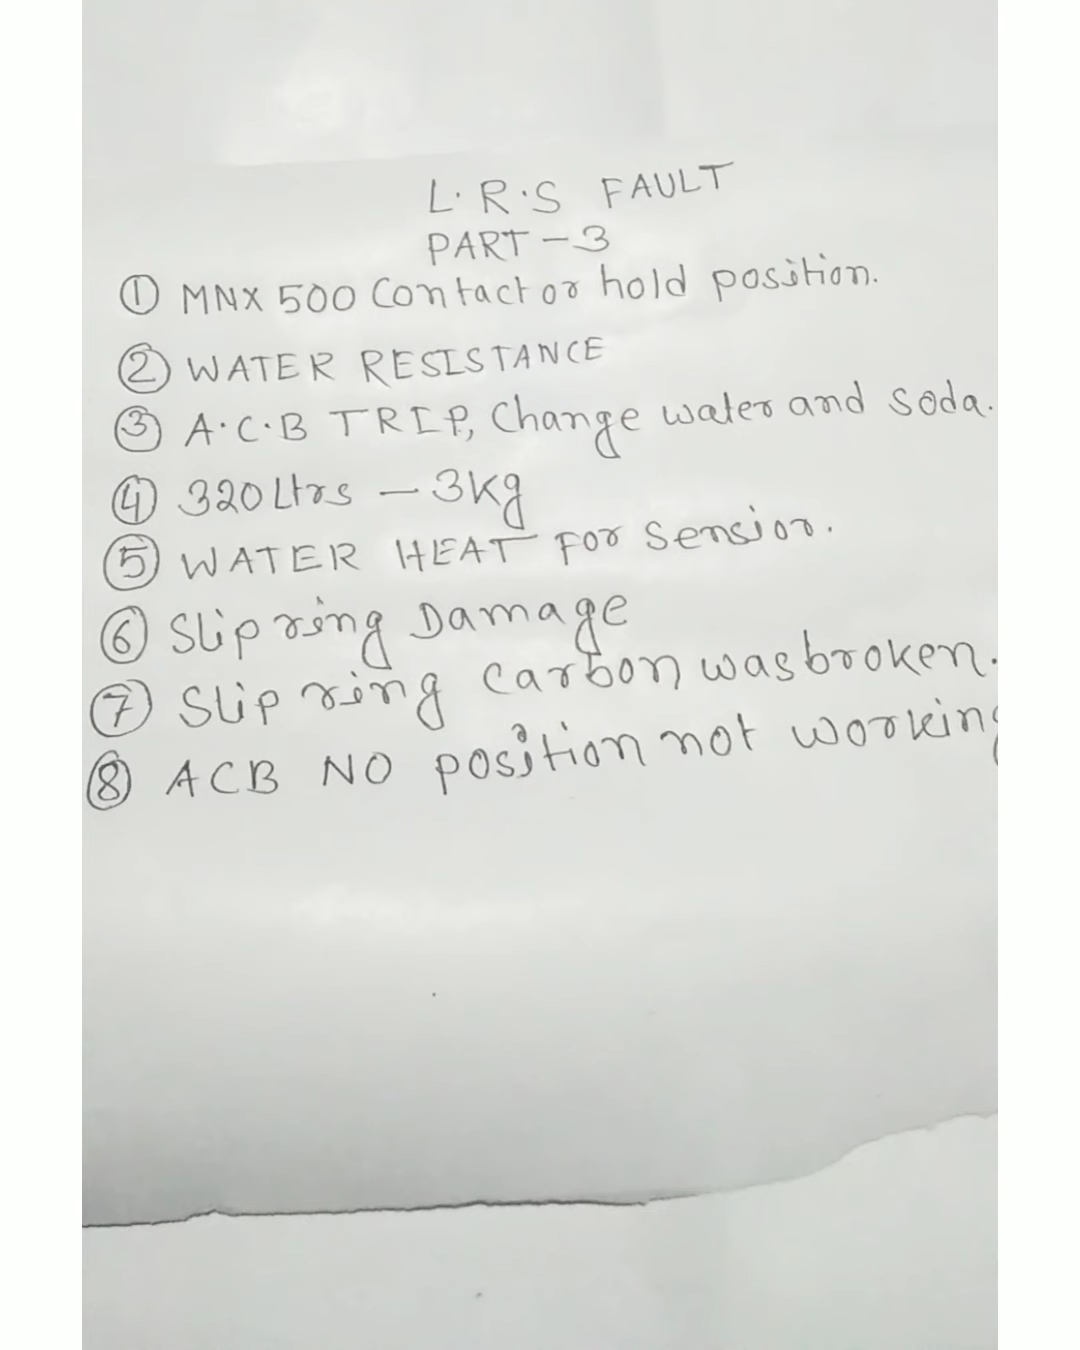 L.R.S FAULT
PART-3
① MNX 500 Contactor hold position.
② WATER RESISTANCE
③ A.C.B TRIP, Change water and soda.
④ 320 Ltrs - 3kg
⑤ WATER HEAT For Sensior.
⑥ Slip ring Damage
⑦ Slip ring carbon was broken.
⑧ ACB NO position not working